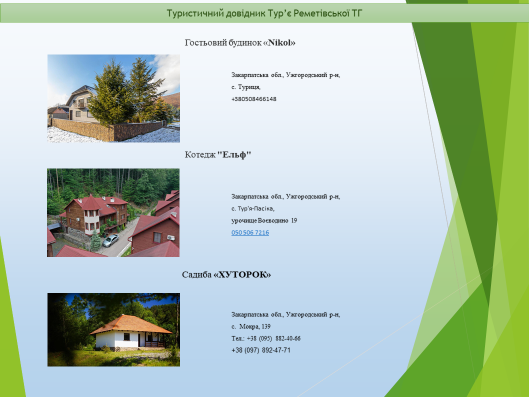 Туристичний довідник Тур’є Реметівської ТГ
Гостьовий будинок «Nikol»
Закарпатська обл., Ужгородський р-н,
с. Туриця,
+380508466148
Котедж "Ельф"
Закарпатська обл., Ужгородський р-н,
с. Тур’я-Пасіка,
урочище Воєводино 19
050 506 7216
Садиба «ХУТОРОК»
Закарпатська обл., Ужгородський р-н,
с. Мокра, 139
Тел.: +38 (095) 882-40-66
+38 (097) 892-47-71